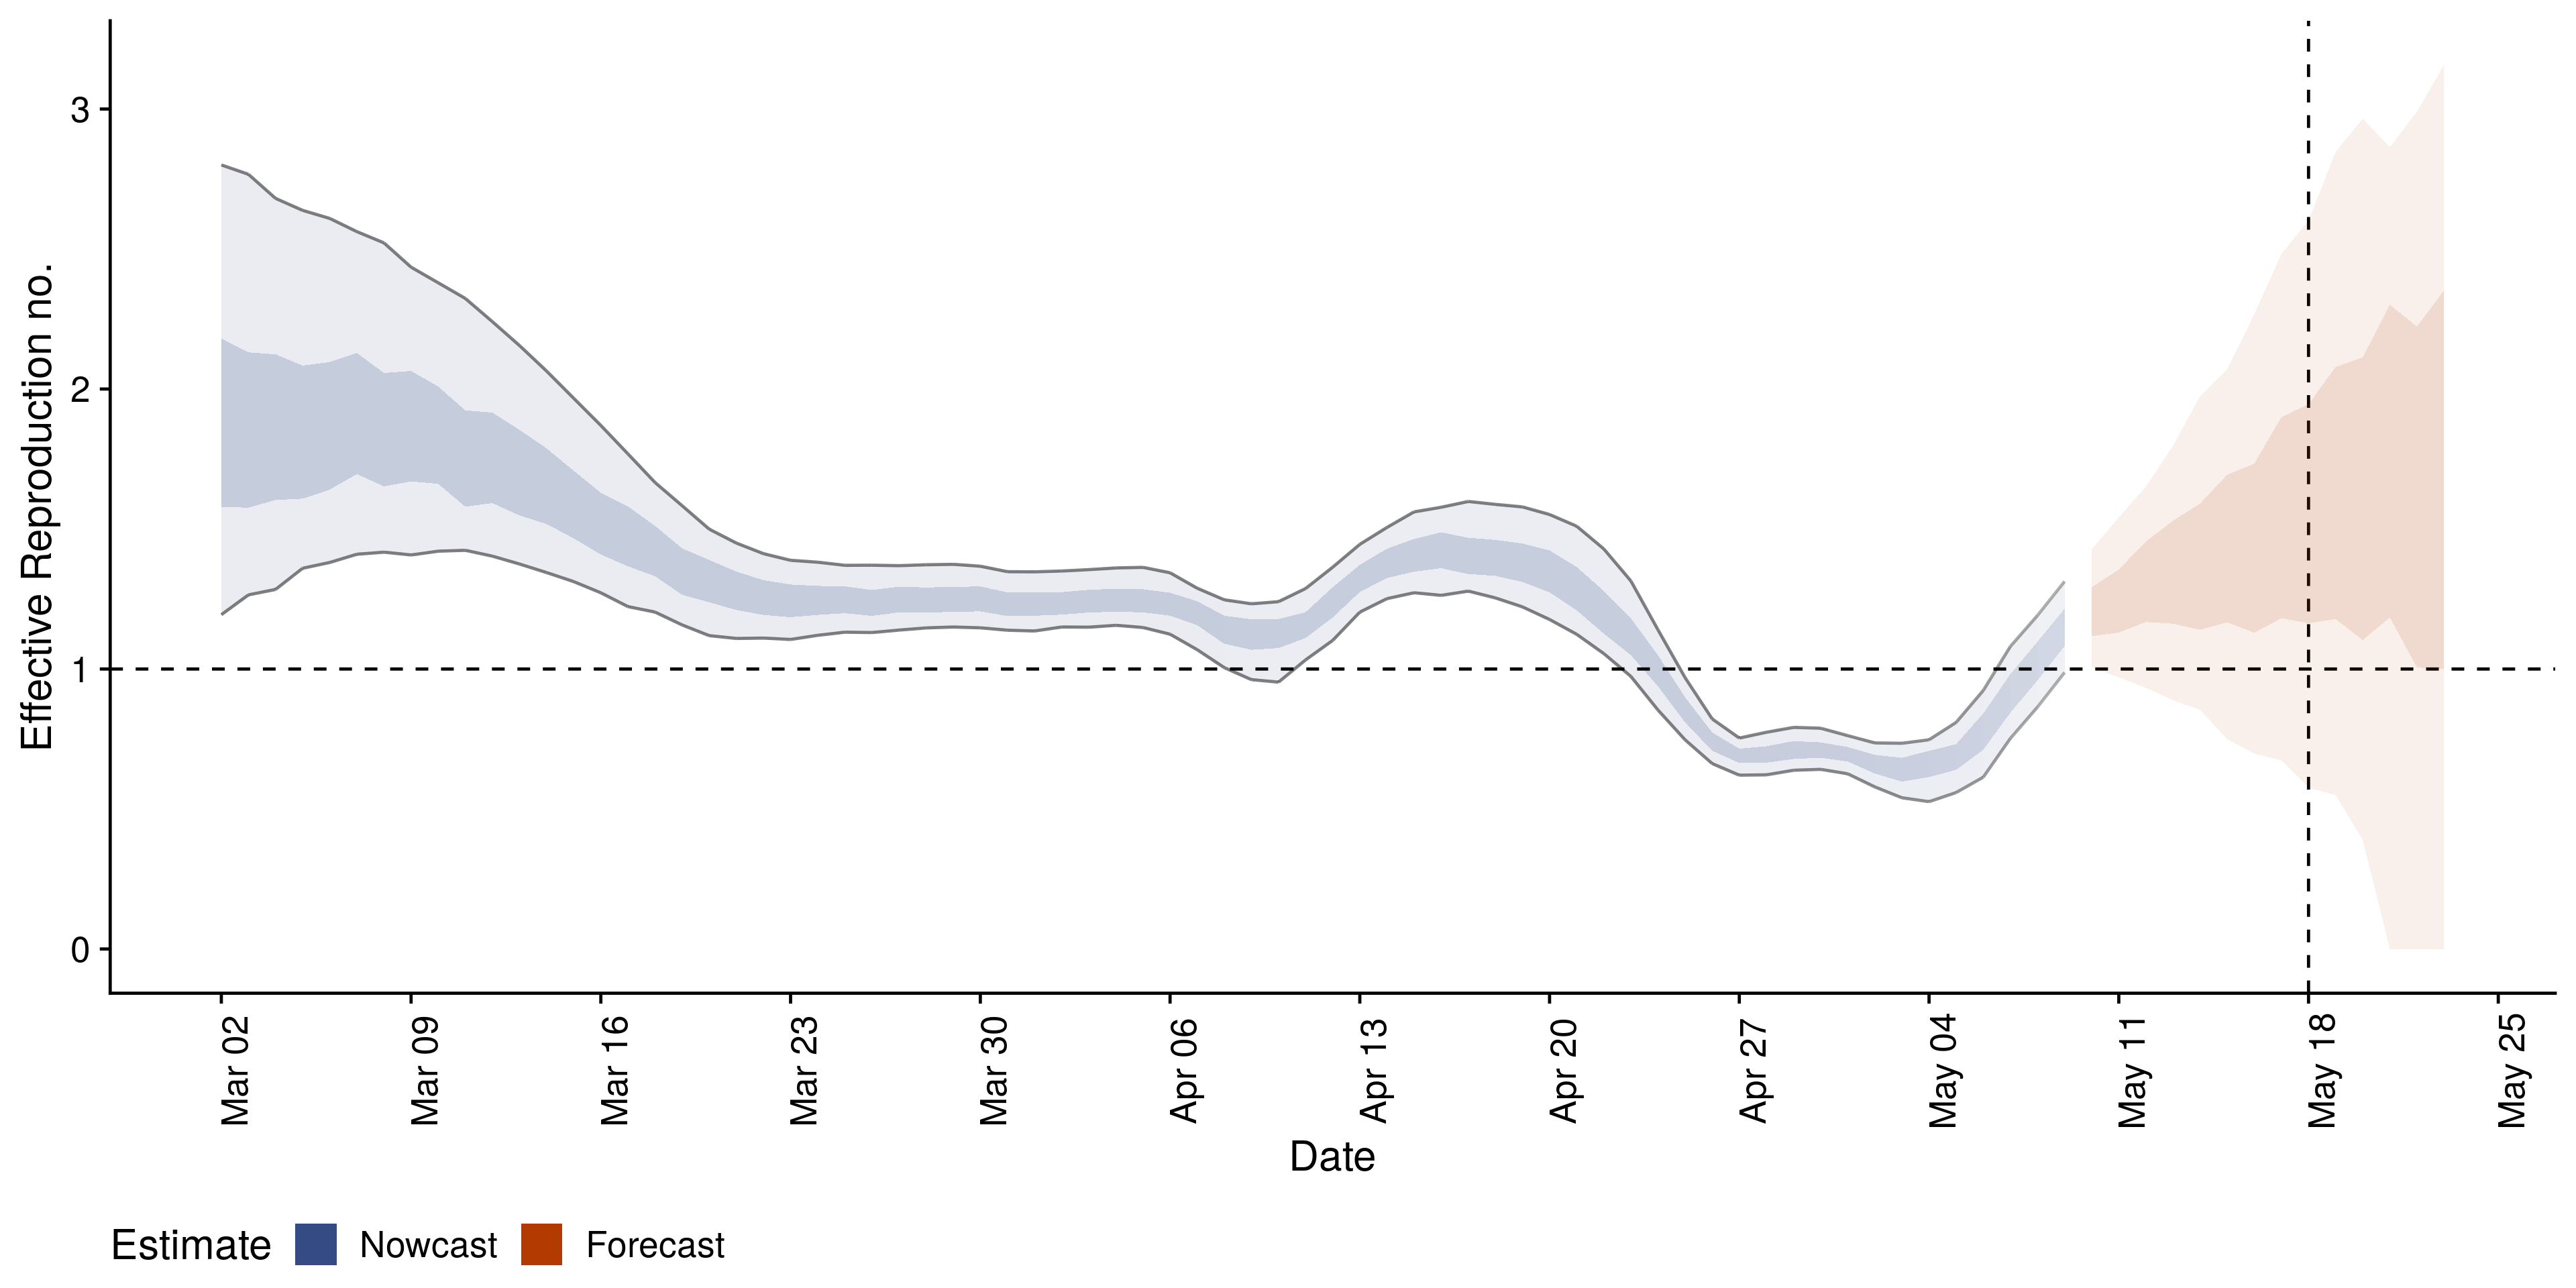 Effective Reproduction no.
3
2
1
0
Mar 02
Mar 09
Mar 16
Mar 23
Mar 30
Apr 06
Apr 13
Apr 20
Apr 27
May 04
May 11
May 18
May 25
Date
Estimate Nowcast Forecast